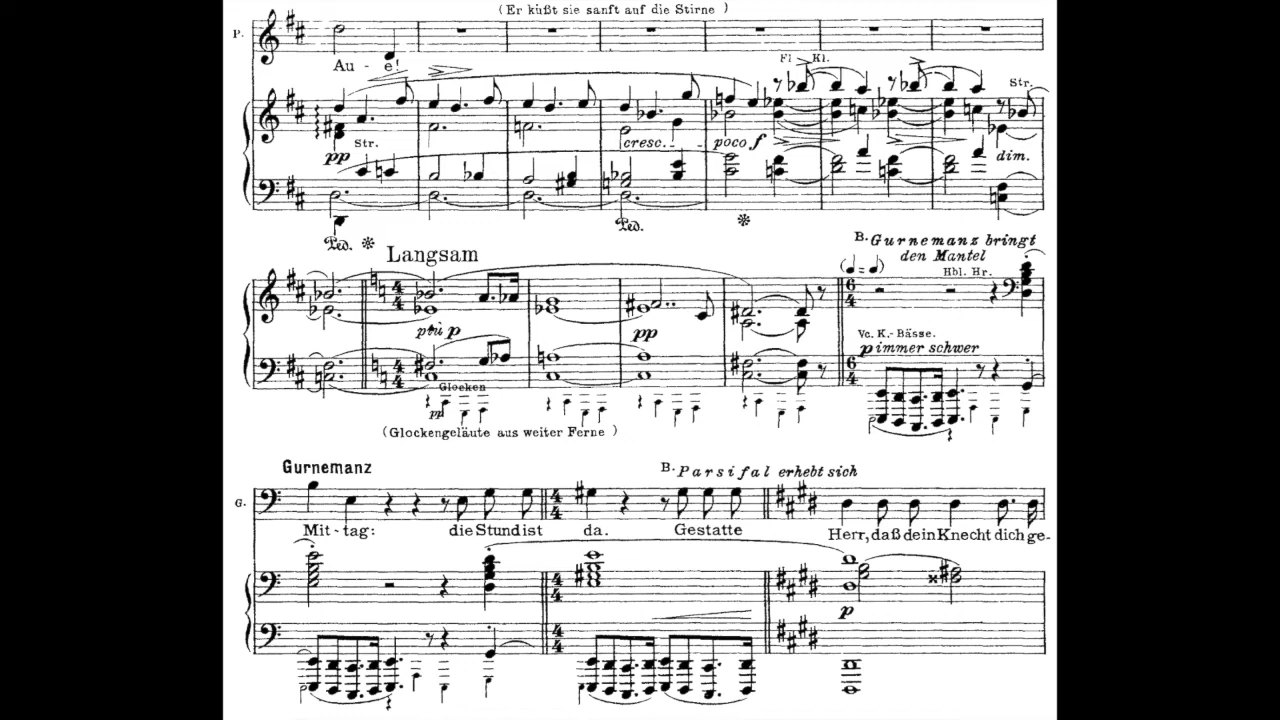 ( Er küßt sie sanft auf die Stirne )
P.
Au - e!
Fl. Kl.
Str.
Str.
pp
cresc. - -
poco f
dim.
Ped. * Ped. *
Langsam
B. Gurnemanz bringt
den Mantel
Hbl. Hr.
più p
pp
Vc. K.-Bässe.
p immer schwer
Glocken
pp
( Glockengeläute aus weiter Ferne )
Gurnemanz
B. Parsifal erhebt sich
G.
Mit - tag: die Stund ist da. Gestatte Herr, daß dein Knecht dich ge-
p